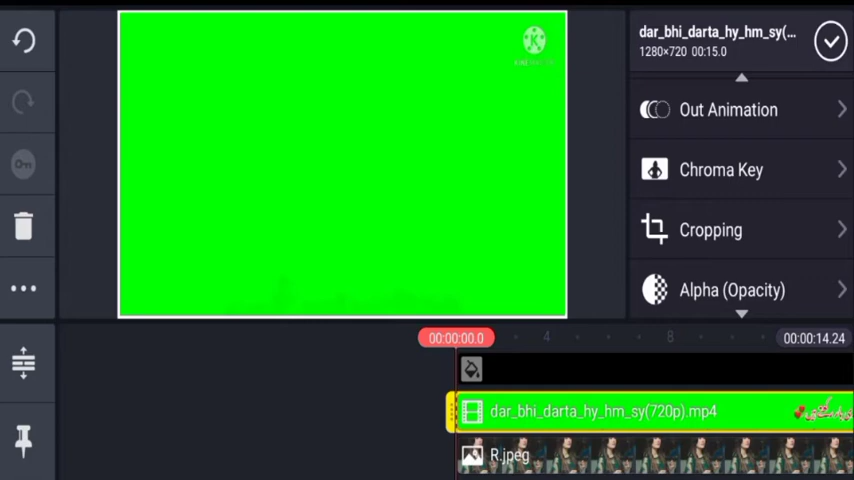 dar_bhi_darta_hy_hm_sy(...
1280×720 00:15.0
Out Animation
Chroma Key
Cropping
Alpha (Opacity)
00:00:00.0
4
8
00:00:14.24
dar_bhi_darta_hy_hm_sy(720p).mp4
R.jpeg